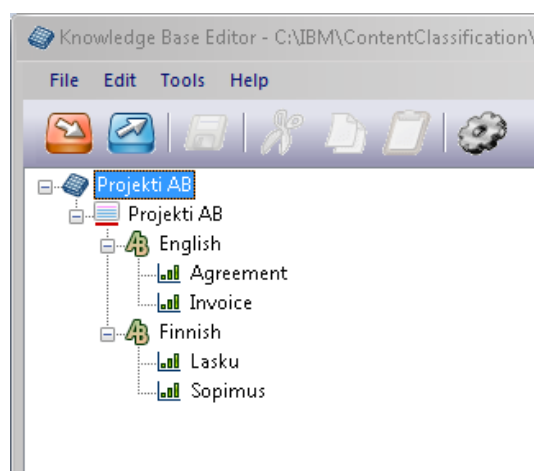 Knowledge Base Editor - C:\IBM\ContentClassification\
File Edit Tools Help
Projekti AB
Projekti AB
English
Agreement
Invoice
Finnish
Lasku
Sopimus